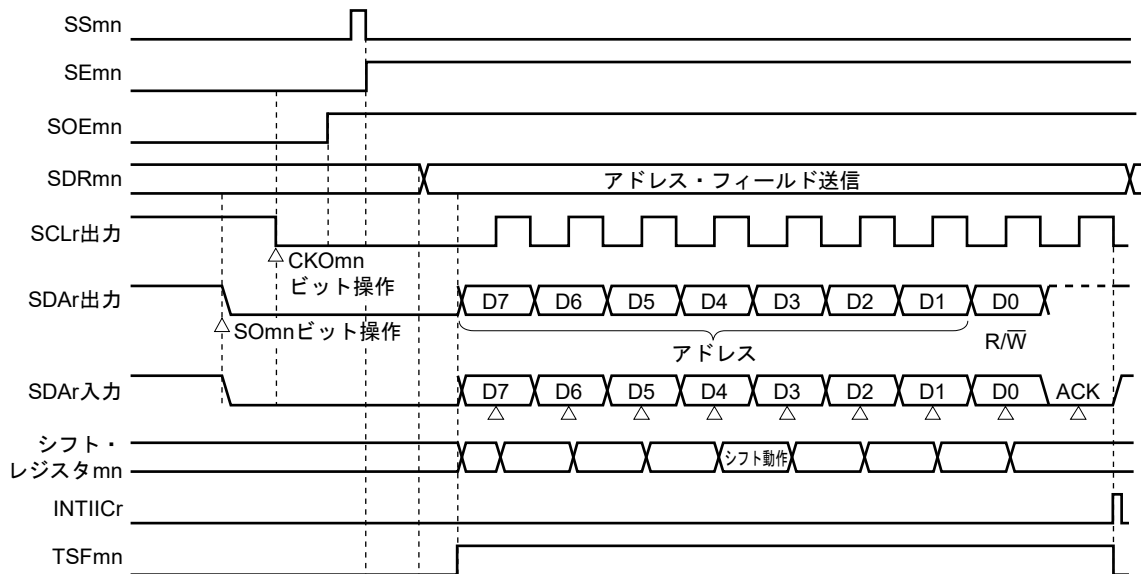 SSmn
SEmn
SOEmn
SDRmn
アドレス・フィールド送信
SCLr出力
CKOmn
ビット操作
SDAr出力
D7 D6 D5 D4 D3 D2 D1 D0
SOmnビット操作
アドレス
R/W̅
SDAr入力
D7 D6 D5 D4 D3 D2 D1 D0 ACK
シフト・
レジスタmn
シフト動作
INTIICr
TSFmn